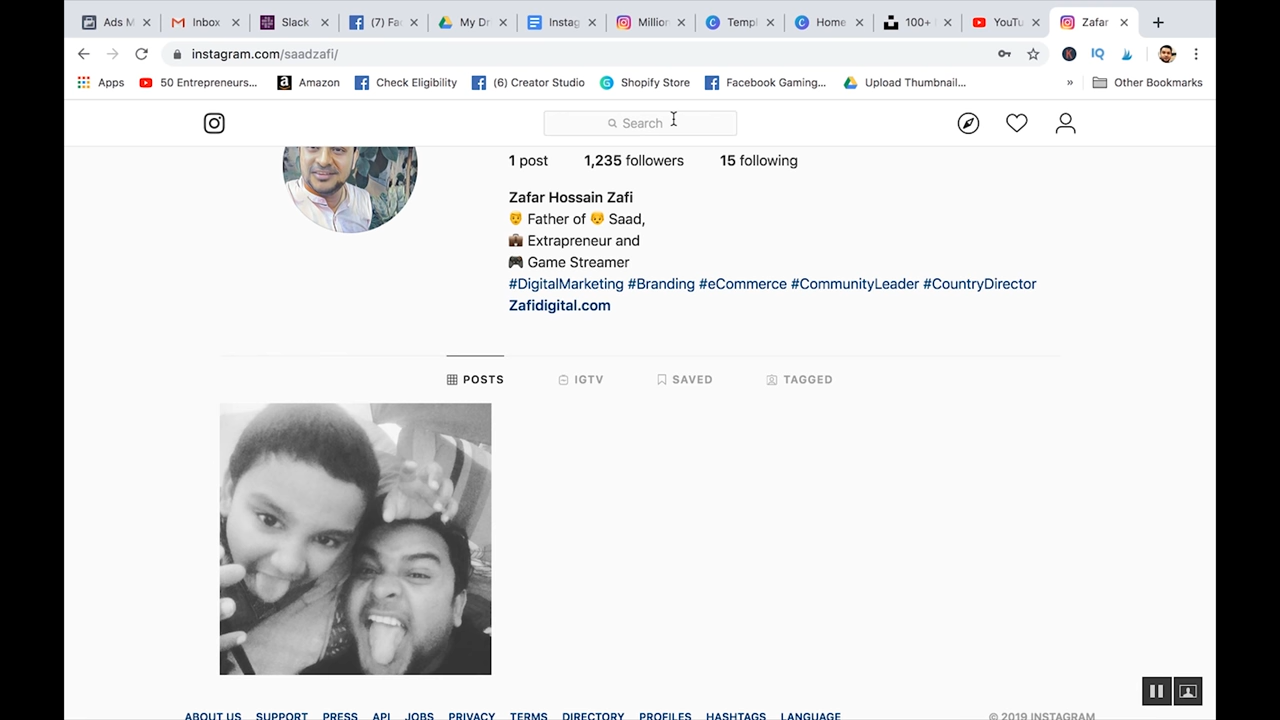 Ads M Inbox Slack (7) Fac My Dr Instag Million Templ Home 100+ YouTu Zafar
instagram.com/saadzafi/
Apps 50 Entrepreneurs... Amazon Check Eligibility (6) Creator Studio Shopify Store Facebook Gaming... Upload Thumbnail... » Other Bookmarks
Search
1 post 1,235 followers 15 following
Zafar Hossain Zafi
Father of Saad,
Extrapreneur and
Game Streamer
#DigitalMarketing #Branding #eCommerce #CommunityLeader #CountryDirector
Zafidigital.com
POSTS IGTV SAVED TAGGED
ABOUT US SUPPORT PRESS API JOBS PRIVACY TERMS DIRECTORY PROFILES HASHTAGS LANGUAGE © 2019 INSTAGRAM